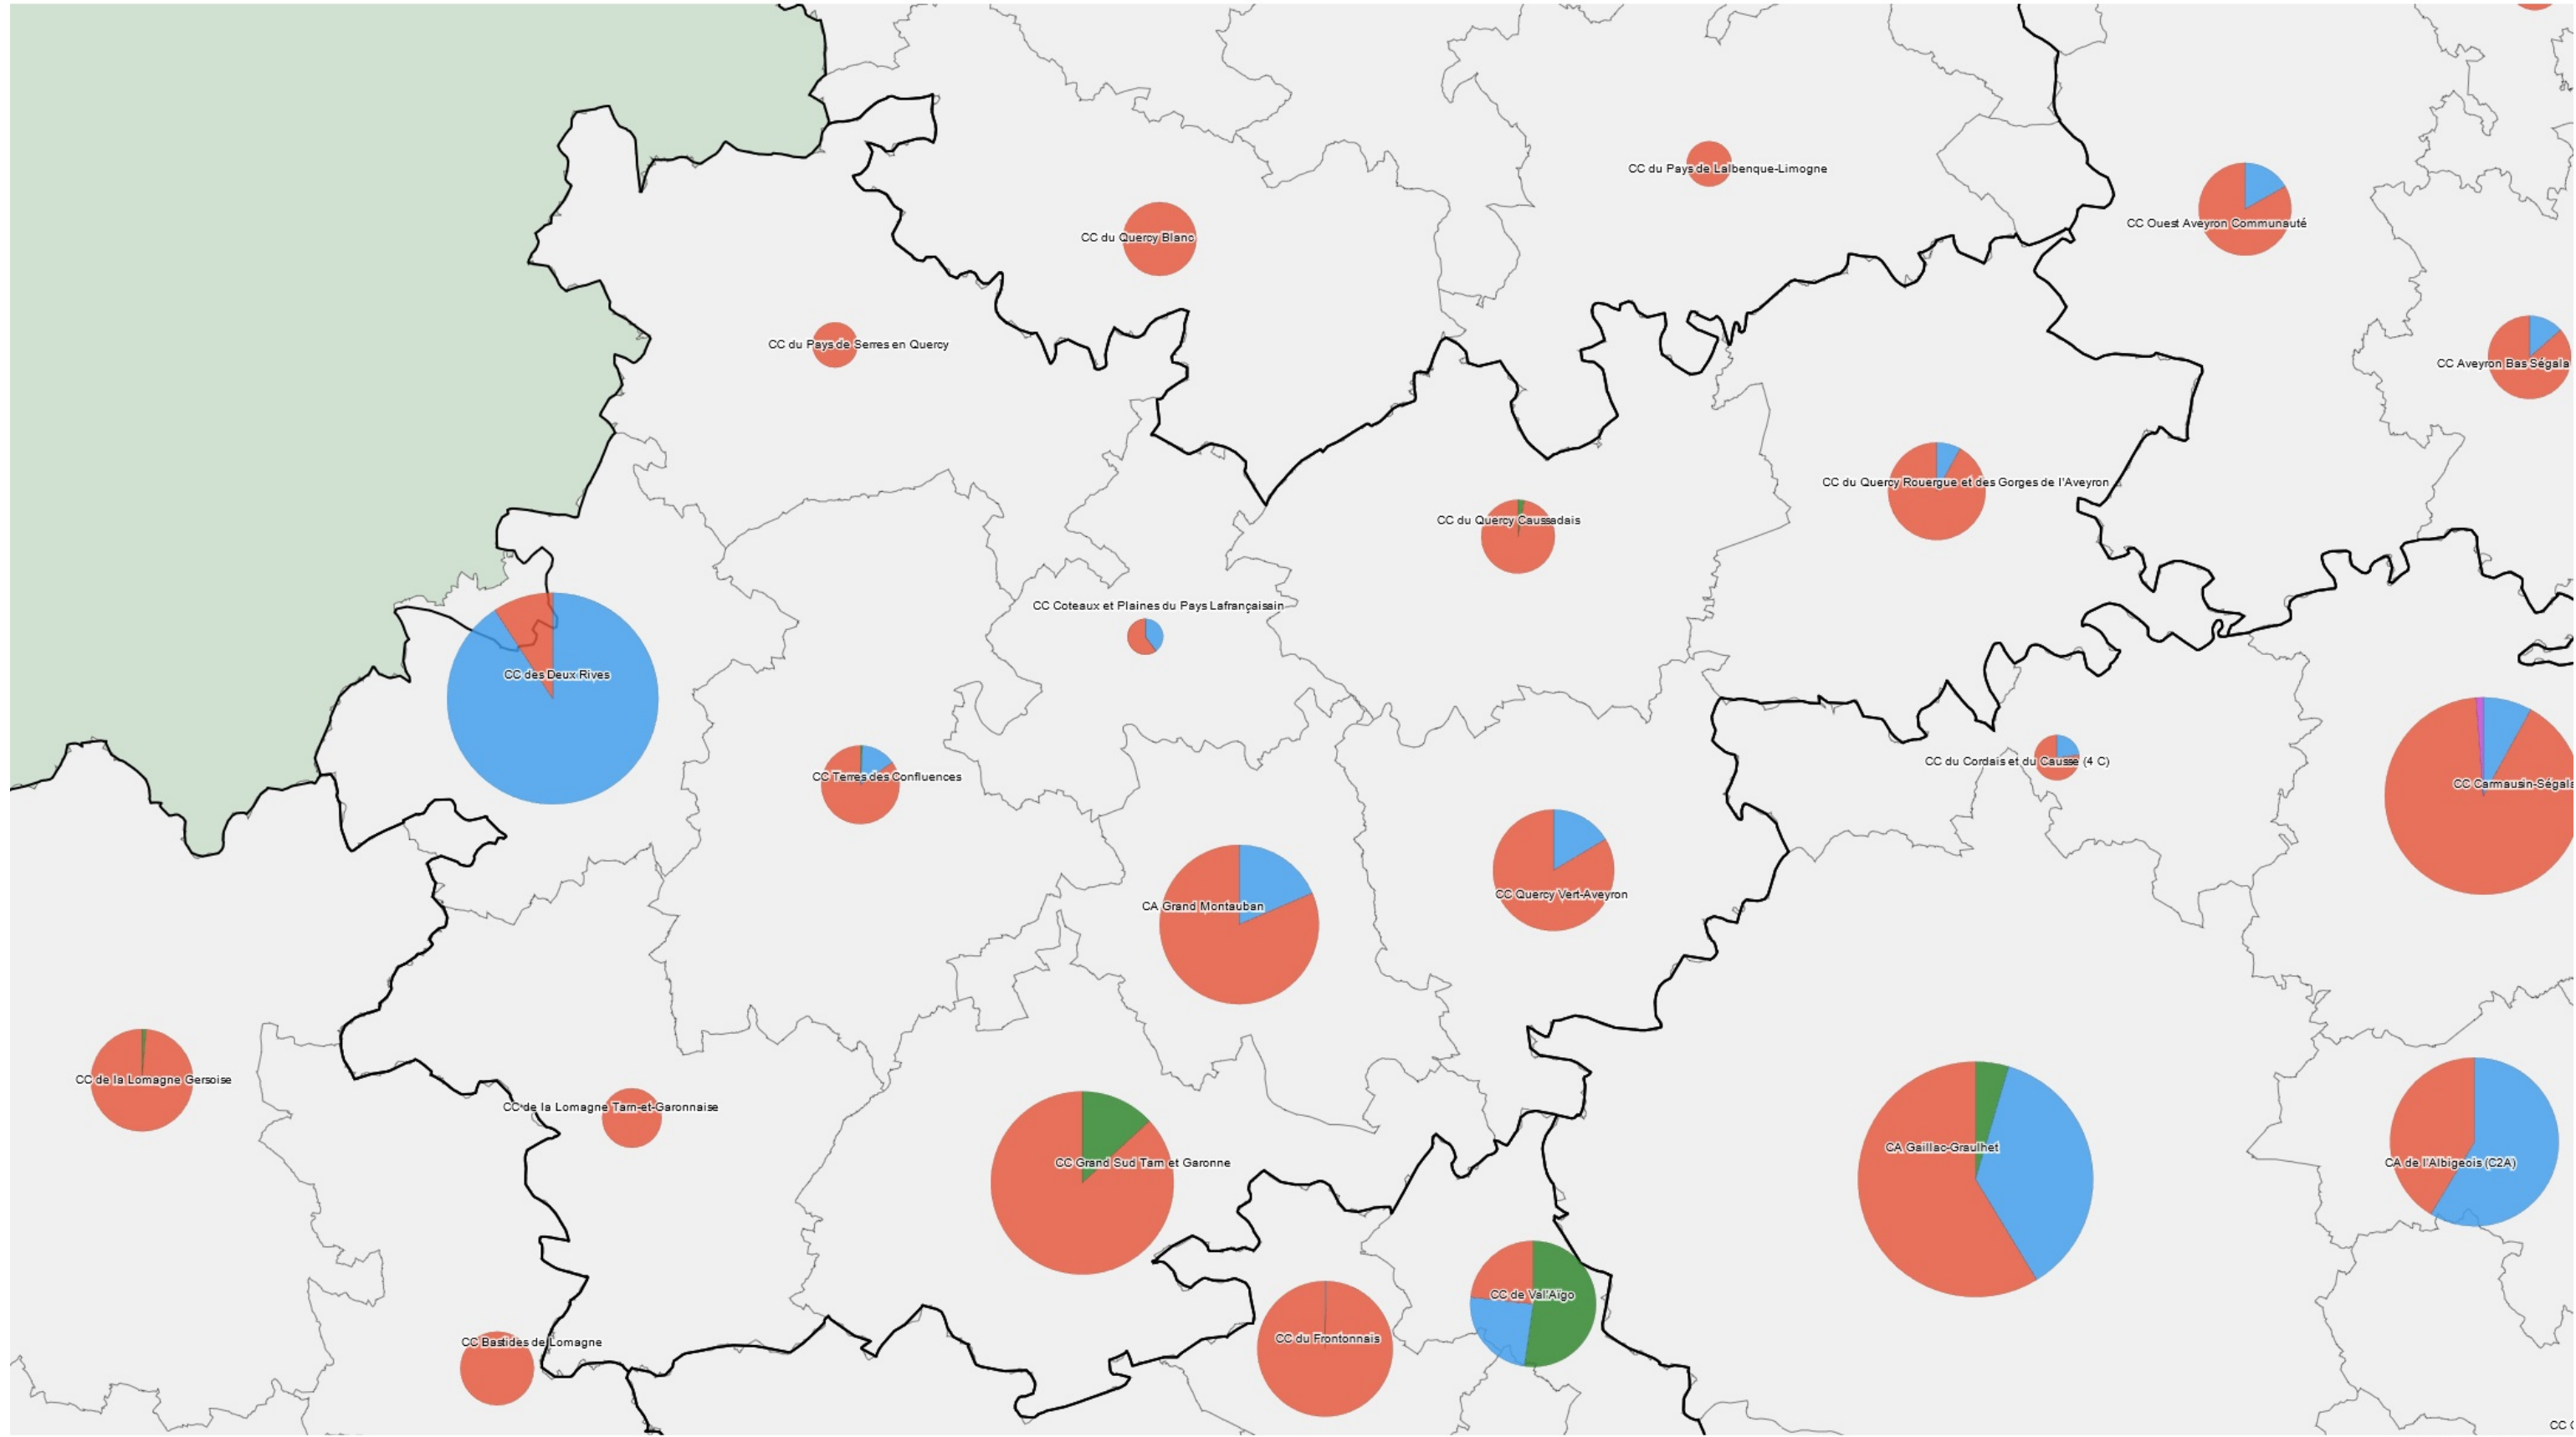 CC du Pays de Lalbenque-Limogne
CC Ouest Aveyron Communauté
CC du Quercy Blanc
CC du Pays de Serres en Quercy
CC Aveyron Bas Ségala
CC du Quercy Rouergue et des Gorges de l'Aveyron
CC du Quercy Caussadais
CC Coteaux et Plaines du Pays Lafrançaisain
CC des Deux Rives
CC Terres des Confluences
CC du Cordais et du Causse (4 C)
CC Carmausin-Ségala
CA Grand Montauban
CC Quercy Vert-Aveyron
CC de la Lomagne Gersoise
CC de la Lomagne Tarn-et-Garonnaise
CC Grand Sud Tarn et Garonne
CA Gaillac-Graulhet
CA de l'Albigeois (C2A)
CC de Val'Aïgo
CC du Frontonnais
CC Bastides de Lomagne
CC